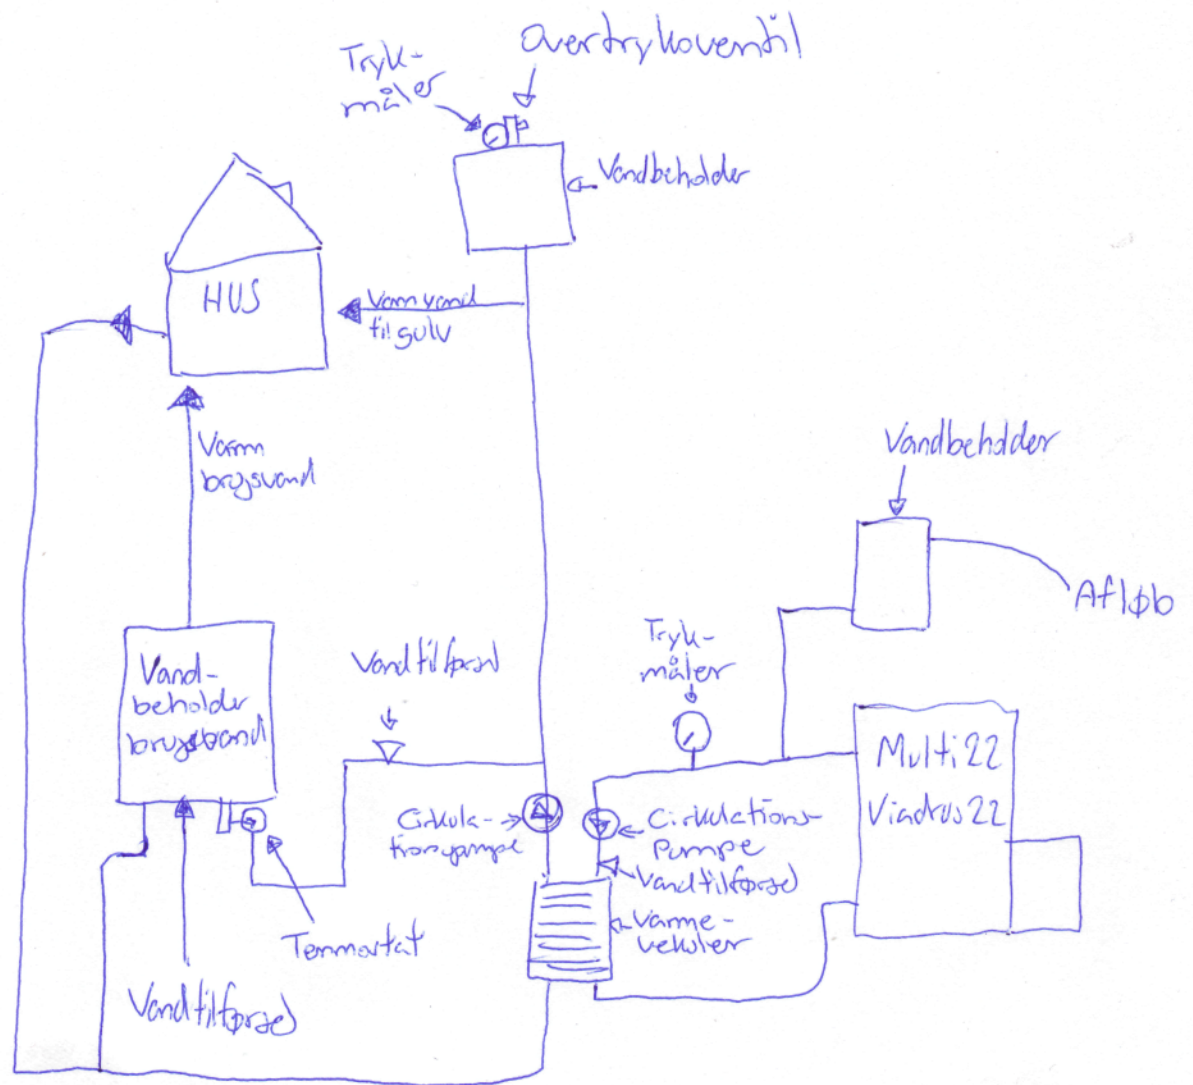 Overtryksventil
Tryk-
måler
Vandbeholder
HUS
Varm vand
til gulv
Varm
brugsvand
Vandbeholder
Afløb
Tryk-
måler
Vandtilførsel
Vand-
beholder
brugsvand
Multi 22
Viadrus 22
Cirkula-
tionspumpe
Cirkulations-
Pumpe
Vandtilførsel
Varme-
veksler
Termostat
Vandtilførsel